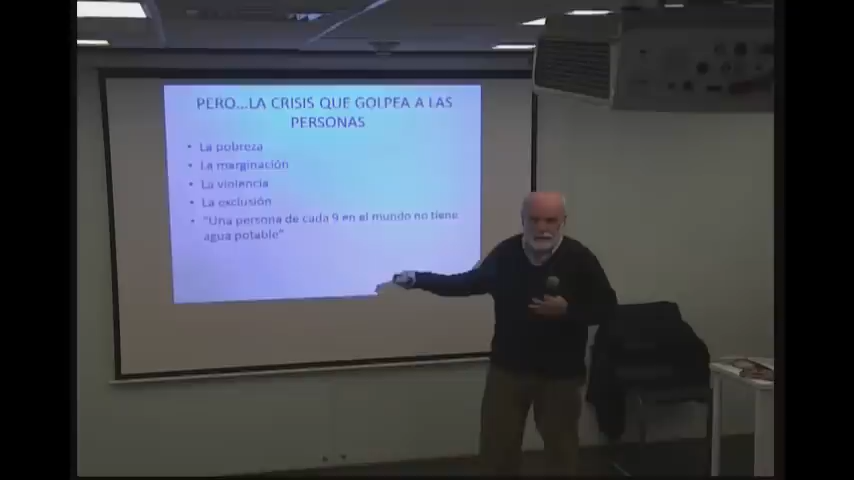 PERO...LA CRISIS QUE GOLPEA A LAS
PERSONAS
• La pobreza
• La marginación
• La violencia
• La exclusión
• "Una persona de cada 9 en el mundo no tiene
agua potable"